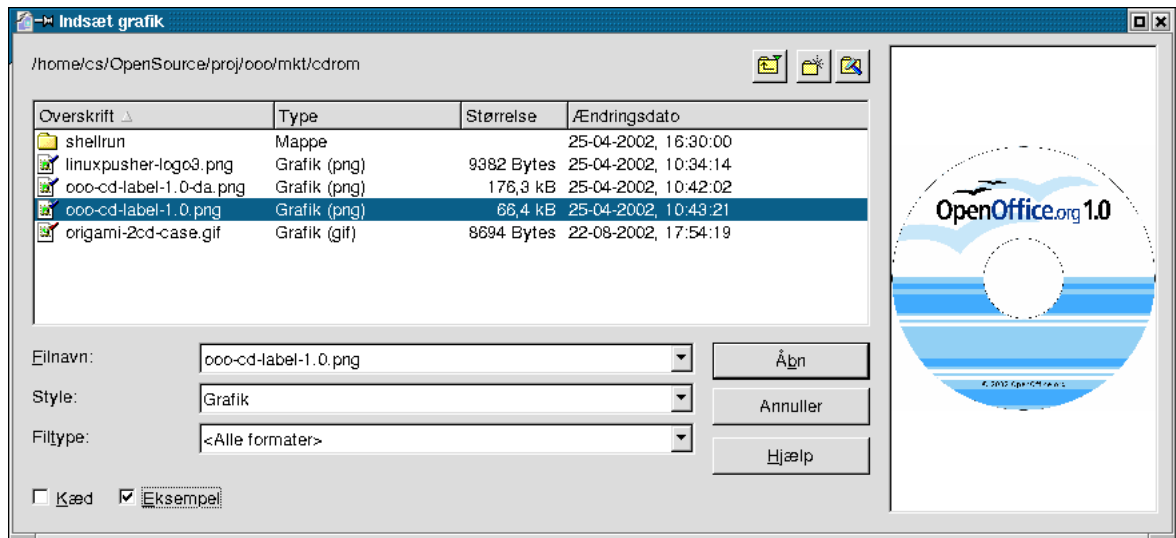 Indsæt grafik
/home/cs/OpenSource/proj/ooo/mkt/cdrom
Overskrift Type Størrelse Ændringsdato
shellrun Mappe 25-04-2002, 16:30:00
linuxpusher-logo3.png Grafik (png) 9382 Bytes 25-04-2002, 10:34:14
ooo-cd-label-1.0-da.png Grafik (png) 176,3 kB 25-04-2002, 10:42:02
ooo-cd-label-1.0.png Grafik (png) 66,4 kB 25-04-2002, 10:43:21
origami-2cd-case.gif Grafik (gif) 8694 Bytes 22-08-2002, 17:54:19
Filnavn: ooo-cd-label-1.0.png Åbn
Style: Grafik Annuller
Filtype: <Alle formater> Hjælp
Kæd Eksempel
OpenOffice.org 1.0
© 2002 OpenOffice.org